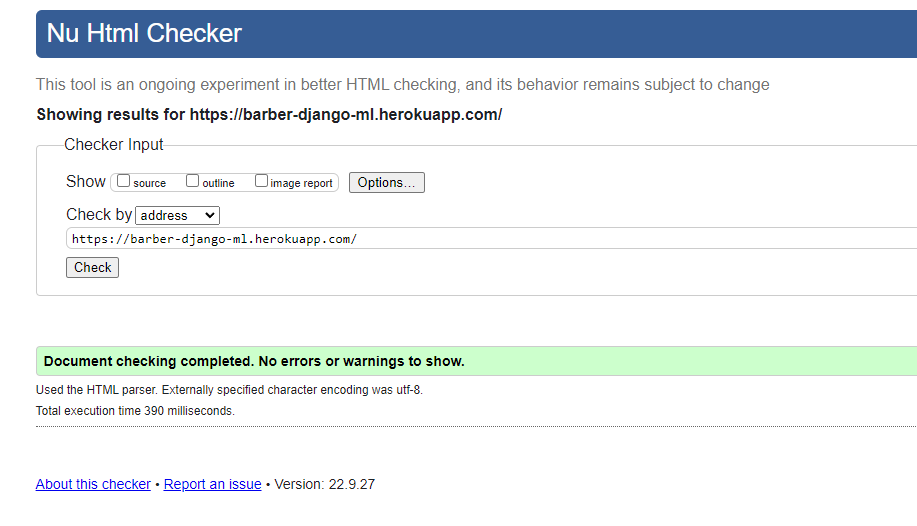 Nu Html Checker
This tool is an ongoing experiment in better HTML checking, and its behavior remains subject to change
Showing results for https://barber-django-ml.herokuapp.com/
Checker Input
Show source outline image report Options...
Check by address
https://barber-django-ml.herokuapp.com/
Check
Document checking completed. No errors or warnings to show.
Used the HTML parser. Externally specified character encoding was utf-8.
Total execution time 390 milliseconds.
About this checker • Report an issue • Version: 22.9.27